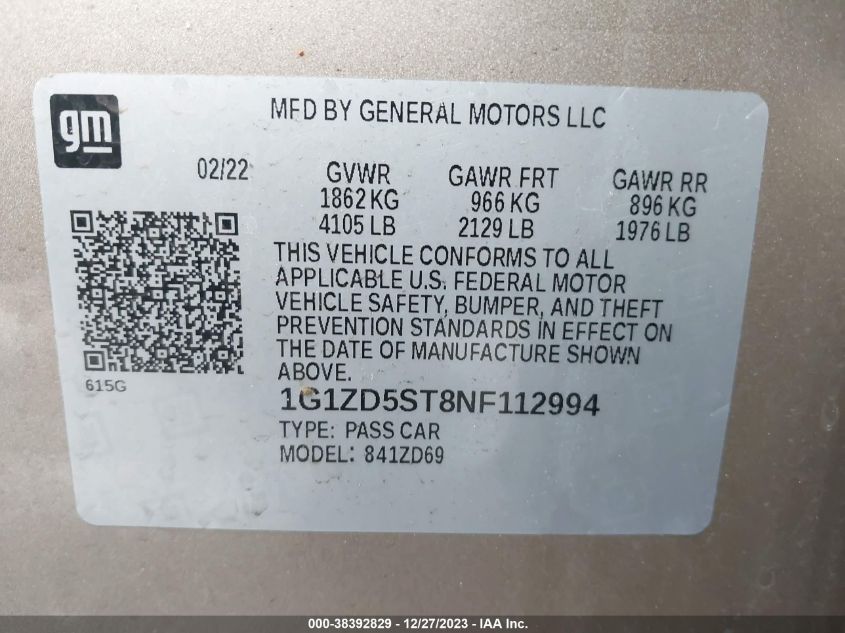 gm
MFD BY GENERAL MOTORS LLC
02/22 GVWR GAWR FRT GAWR RR
1862 KG 966 KG 896 KG
4105 LB 2129 LB 1976 LB
THIS VEHICLE CONFORMS TO ALL
APPLICABLE U.S. FEDERAL MOTOR
VEHICLE SAFETY, BUMPER, AND THEFT
PREVENTION STANDARDS IN EFFECT ON
THE DATE OF MANUFACTURE SHOWN
ABOVE.
615G
1G1ZD5ST8NF112994
TYPE: PASS CAR
MODEL: 841ZD69
000-38392829 - 12/27/2023 - IAA Inc.